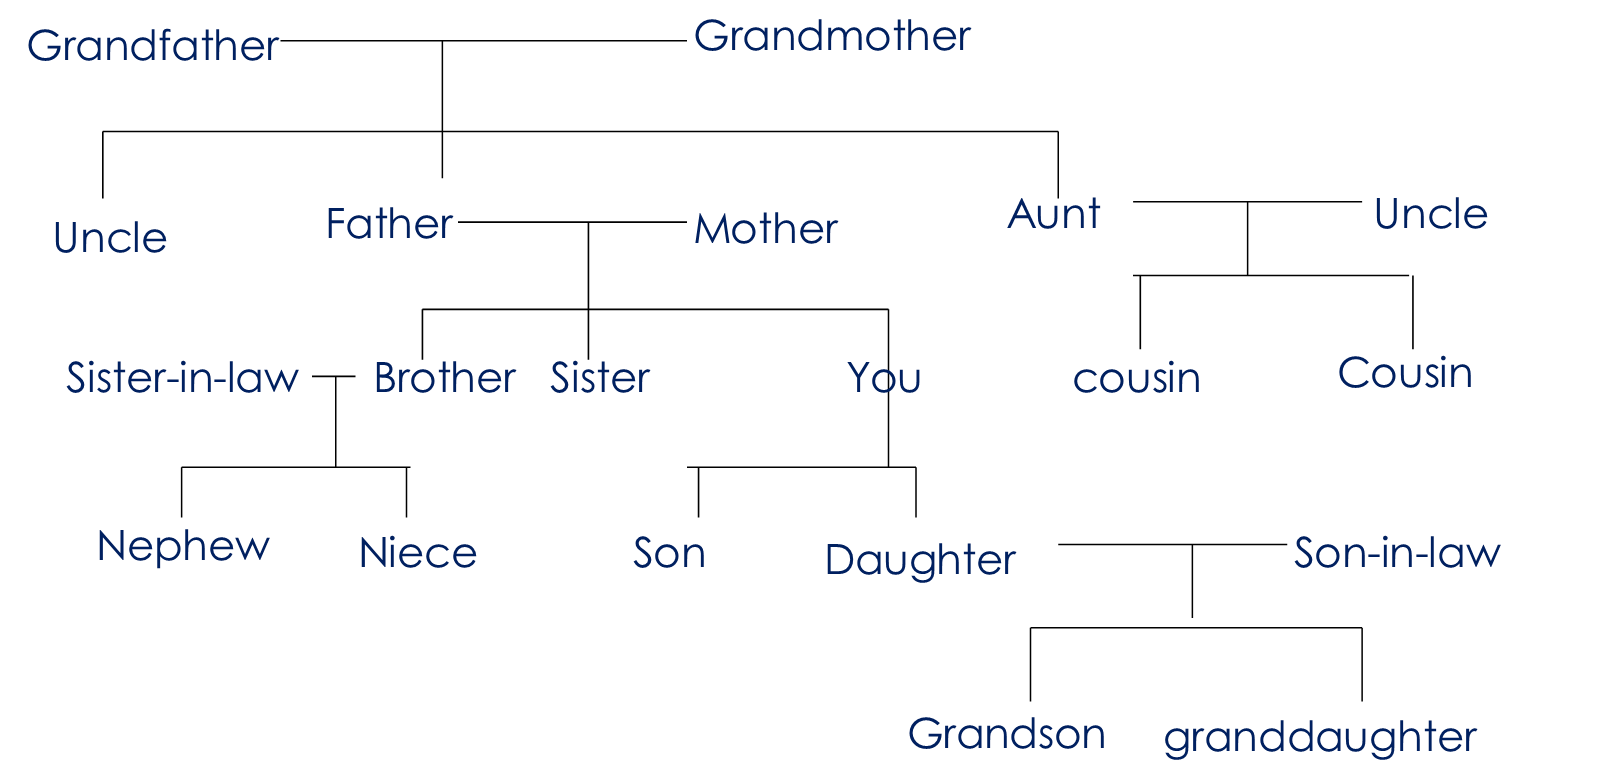 Grandfather Grandmother
Uncle Father Mother Aunt Uncle
Sister-in-law Brother Sister You cousin Cousin
Nephew Niece Son Daughter Son-in-law
Grandson granddaughter